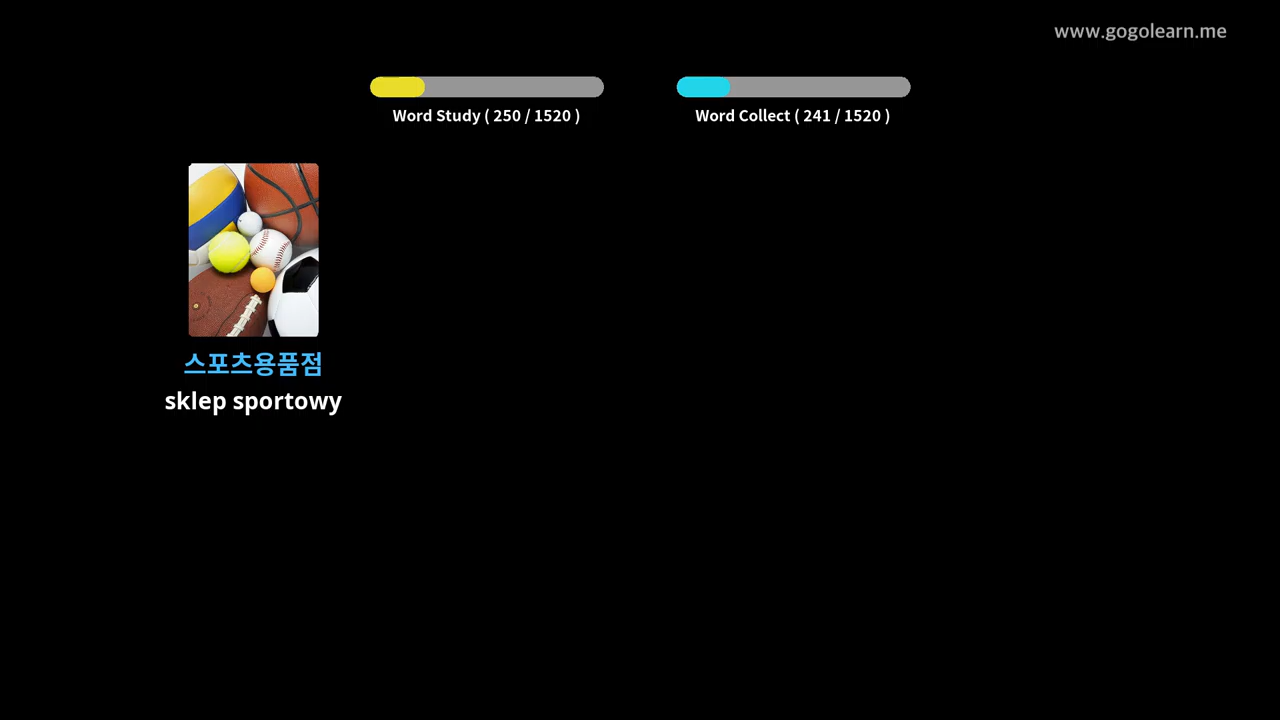 www.gogolearn.me
Word Study ( 250 / 1520 )
Word Collect ( 241 / 1520 )
스포츠용품점
sklep sportowy